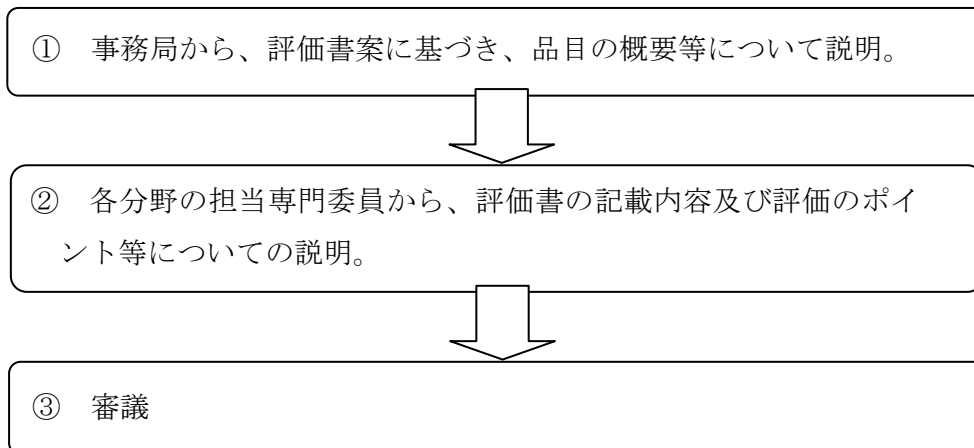 ①　事務局から、評価書案に基づき、品目の概要等について説明。
②　各分野の担当専門委員から、評価書の記載内容及び評価のポイ
ント等についての説明。
③　審議